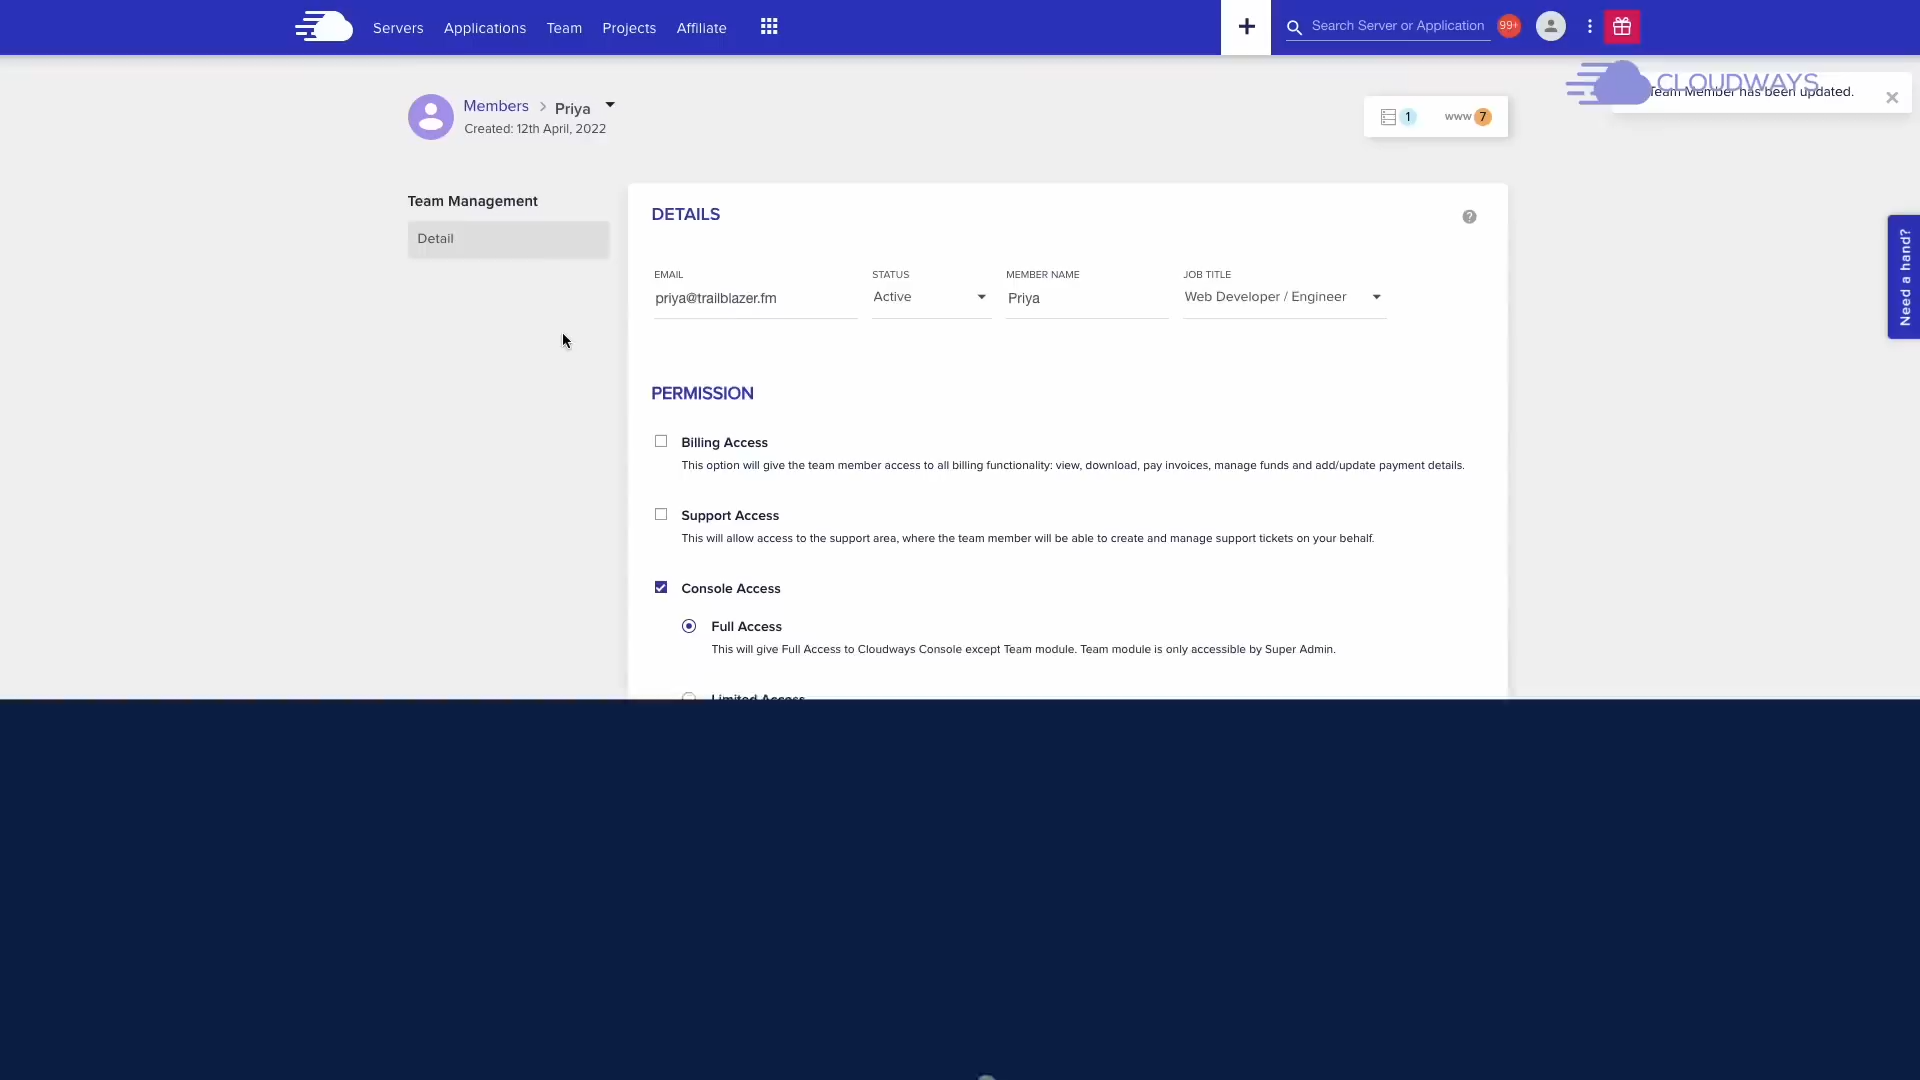 Servers Applications Team Projects Affiliate
Search Server or Application 99+
CLOUDWAYS
Team Member has been updated.
Members > Priya
Created: 12th April, 2022
1 www 7
Team Management
Detail
DETAILS
EMAIL STATUS MEMBER NAME JOB TITLE
priya@trailblazer.fm Active Priya Web Developer / Engineer
Need a hand?
PERMISSION
Billing Access
This option will give the team member access to all billing functionality: view, download, pay invoices, manage funds and add/update payment details.
Support Access
This will allow access to the support area, where the team member will be able to create and manage support tickets on your behalf.
Console Access
Full Access
This will give Full Access to Cloudways Console except Team module. Team module is only accessible by Super Admin.
Limited Access